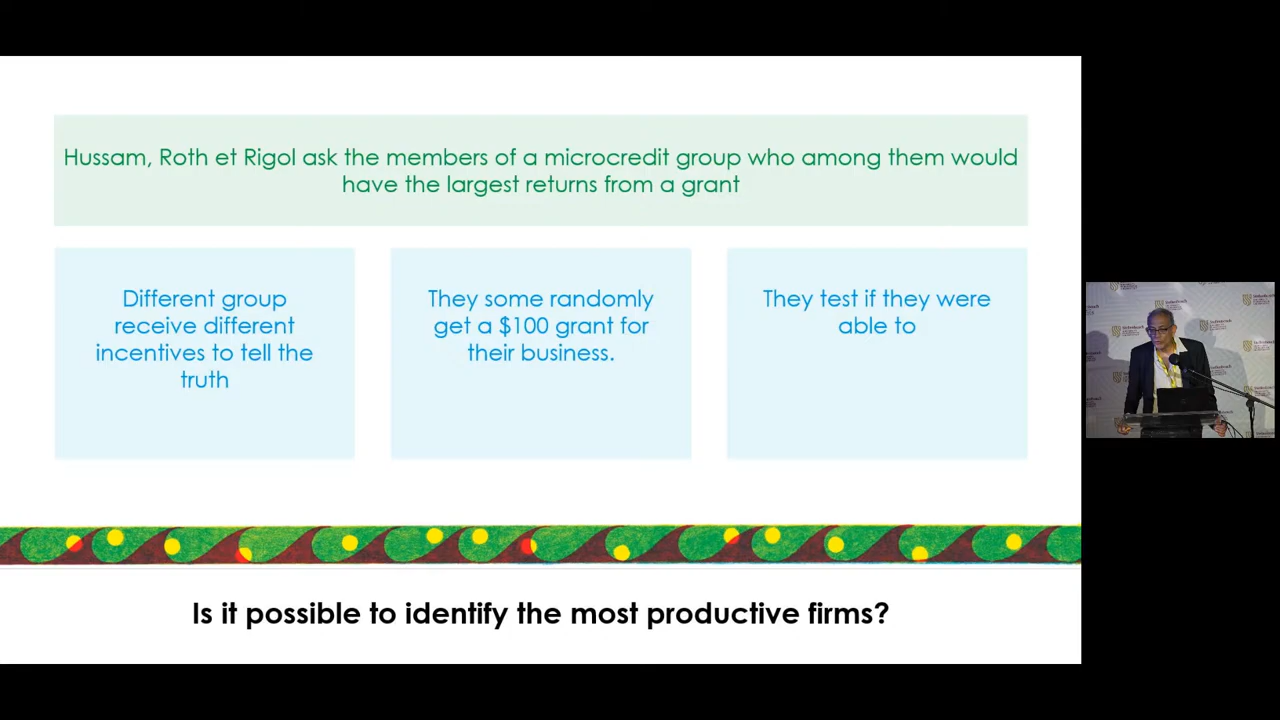 Hussam, Roth et Rigol ask the members of a microcredit group who among them would
have the largest returns from a grant
Different group
receive different
incentives to tell the
truth
They some randomly
get a $100 grant for
their business.
They test if they were
able to
Is it possible to identify the most productive firms?